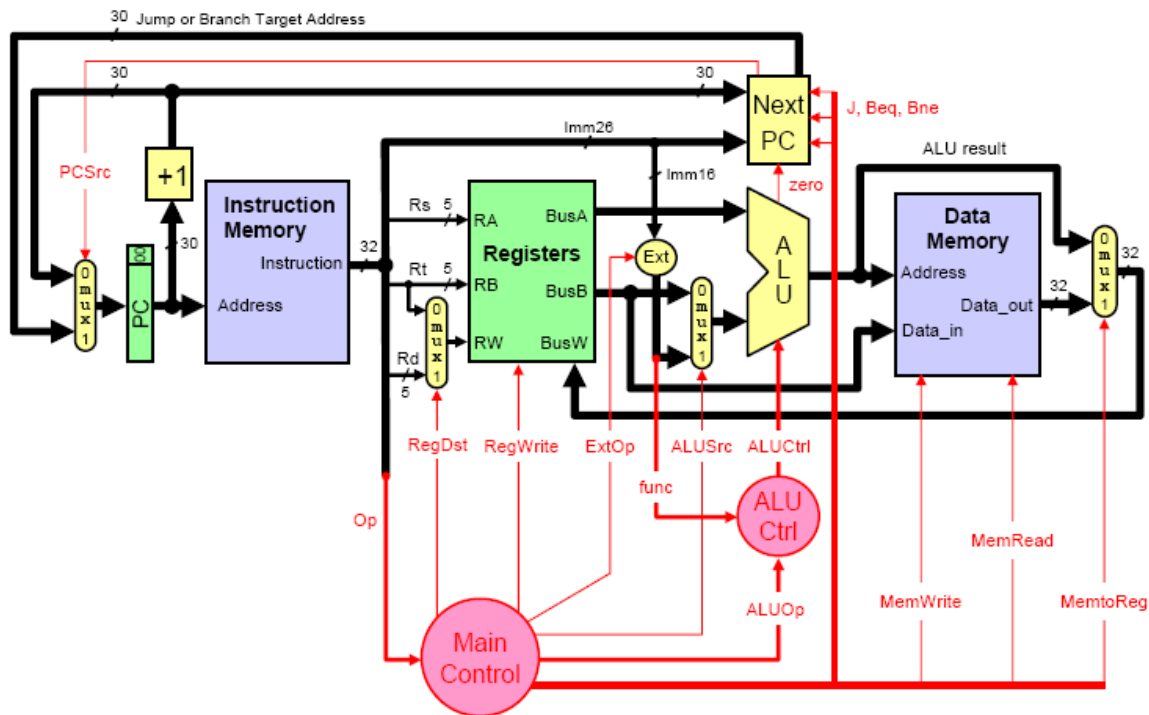 30 Jump or Branch Target Address
30
30
Next
PC
J, Beq, Bne
Imm26
ALU result
PCSrc
+1
Imm16
zero
Instruction
Memory
Rs 5
RA
BusA
Data
Memory
30
Instruction
32
Registers
Ext
A
L
U
0
m
u
x
1
32
00
PC
0
m
u
x
1
Address
Rt 5
RB
BusB
0
m
u
x
1
Address
Data_out
32
0
m
u
x
1
RW
BusW
Data_in
Rd
5
RegDst
RegWrite
ExtOp
ALUSrc
ALUCtrl
func
ALU
Ctrl
Op
MemRead
ALUOp
MemWrite
MemtoReg
Main
Control